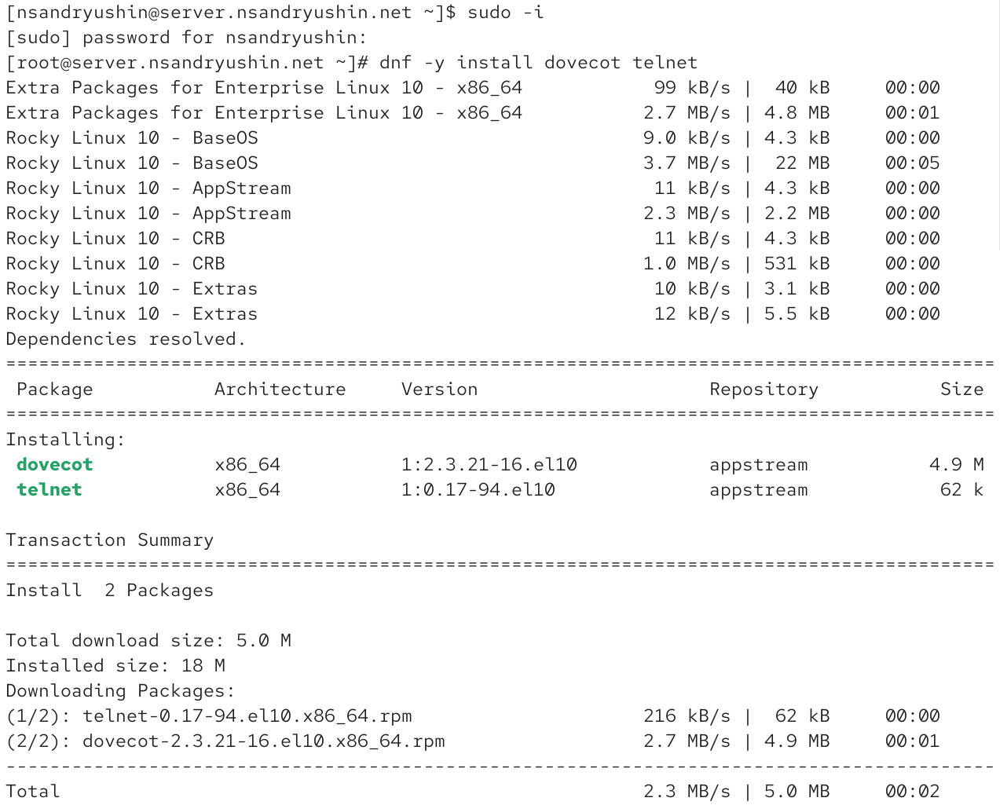 [nsandryushin@server.nsandryushin.net ~]$ sudo -i
[sudo] password for nsandryushin:
[root@server.nsandryushin.net ~]# dnf -y install dovecot telnet
Extra Packages for Enterprise Linux 10 - x86_64            99 kB/s |  40 kB     00:00
Extra Packages for Enterprise Linux 10 - x86_64           2.7 MB/s | 4.8 MB     00:01
Rocky Linux 10 - BaseOS                                   9.0 kB/s | 4.3 kB     00:00
Rocky Linux 10 - BaseOS                                   3.7 MB/s |  22 MB     00:05
Rocky Linux 10 - AppStream                                 11 kB/s | 4.3 kB     00:00
Rocky Linux 10 - AppStream                                2.3 MB/s | 2.2 MB     00:00
Rocky Linux 10 - CRB                                       11 kB/s | 4.3 kB     00:00
Rocky Linux 10 - CRB                                      1.0 MB/s | 531 kB     00:00
Rocky Linux 10 - Extras                                    10 kB/s | 3.1 kB     00:00
Rocky Linux 10 - Extras                                    12 kB/s | 5.5 kB     00:00
Dependencies resolved.
==========================================================================================
 Package           Architecture     Version                     Repository           Size
==========================================================================================
Installing:
 dovecot           x86_64           1:2.3.21-16.el10            appstream           4.9 M
 telnet            x86_64           1:0.17-94.el10              appstream            62 k

Transaction Summary
==========================================================================================
Install  2 Packages

Total download size: 5.0 M
Installed size: 18 M
Downloading Packages:
(1/2): telnet-0.17-94.el10.x86_64.rpm                     216 kB/s |  62 kB     00:00
(2/2): dovecot-2.3.21-16.el10.x86_64.rpm                  2.7 MB/s | 4.9 MB     00:01
------------------------------------------------------------------------------------------
Total                                                     2.3 MB/s | 5.0 MB     00:02